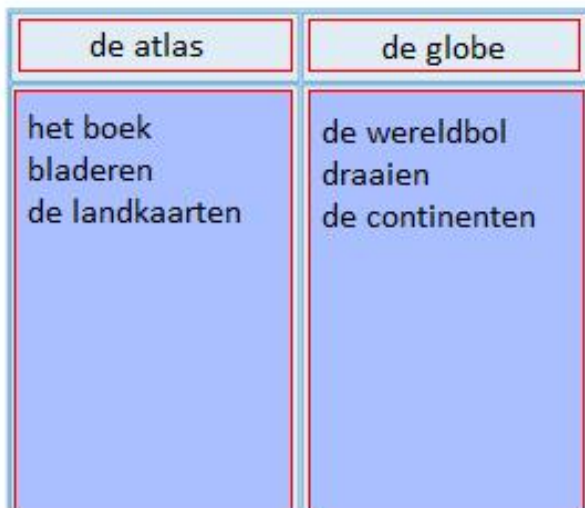 de atlas
de globe
het boek
bladeren
de landkaarten
de wereldbol
draaien
de continenten